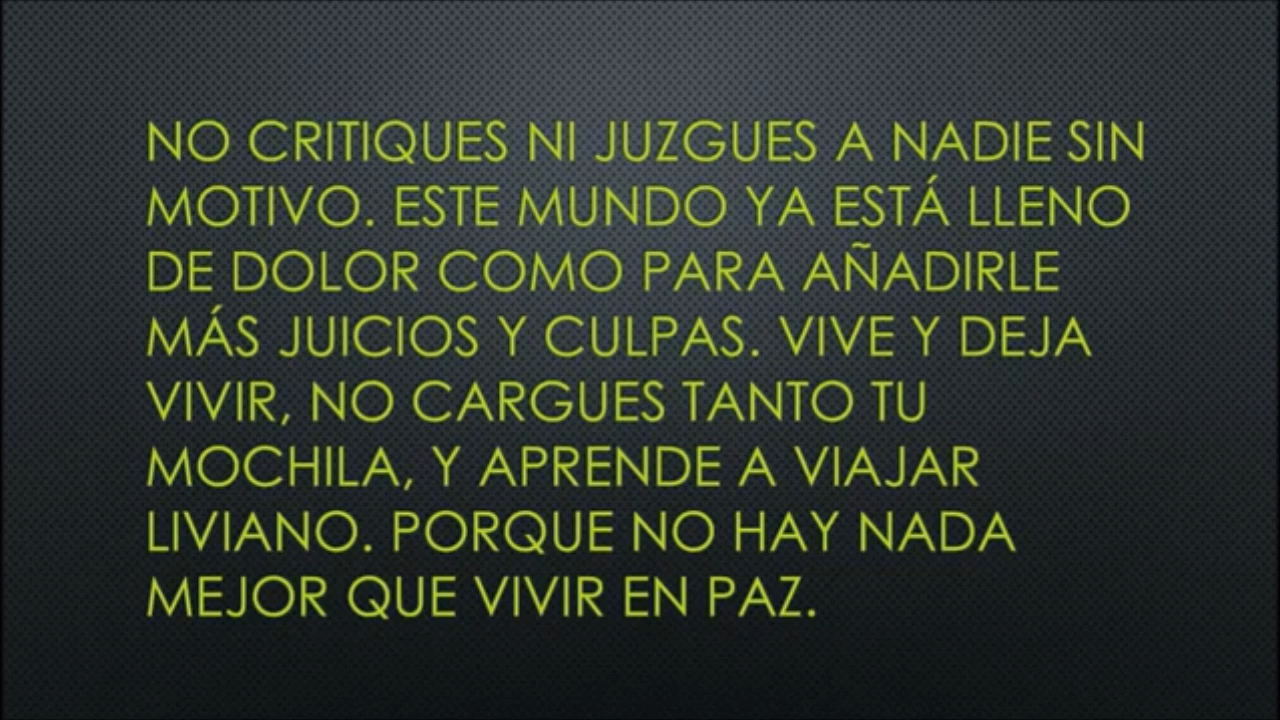 NO CRITIQUES NI JUZGUES A NADIE SIN
MOTIVO. ESTE MUNDO YA ESTÁ LLENO
DE DOLOR COMO PARA AÑADIRLE
MÁS JUICIOS Y CULPAS. VIVE Y DEJA
VIVIR, NO CARGUES TANTO TU
MOCHILA, Y APRENDE A VIAJAR
LIVIANO. PORQUE NO HAY NADA
MEJOR QUE VIVIR EN PAZ.